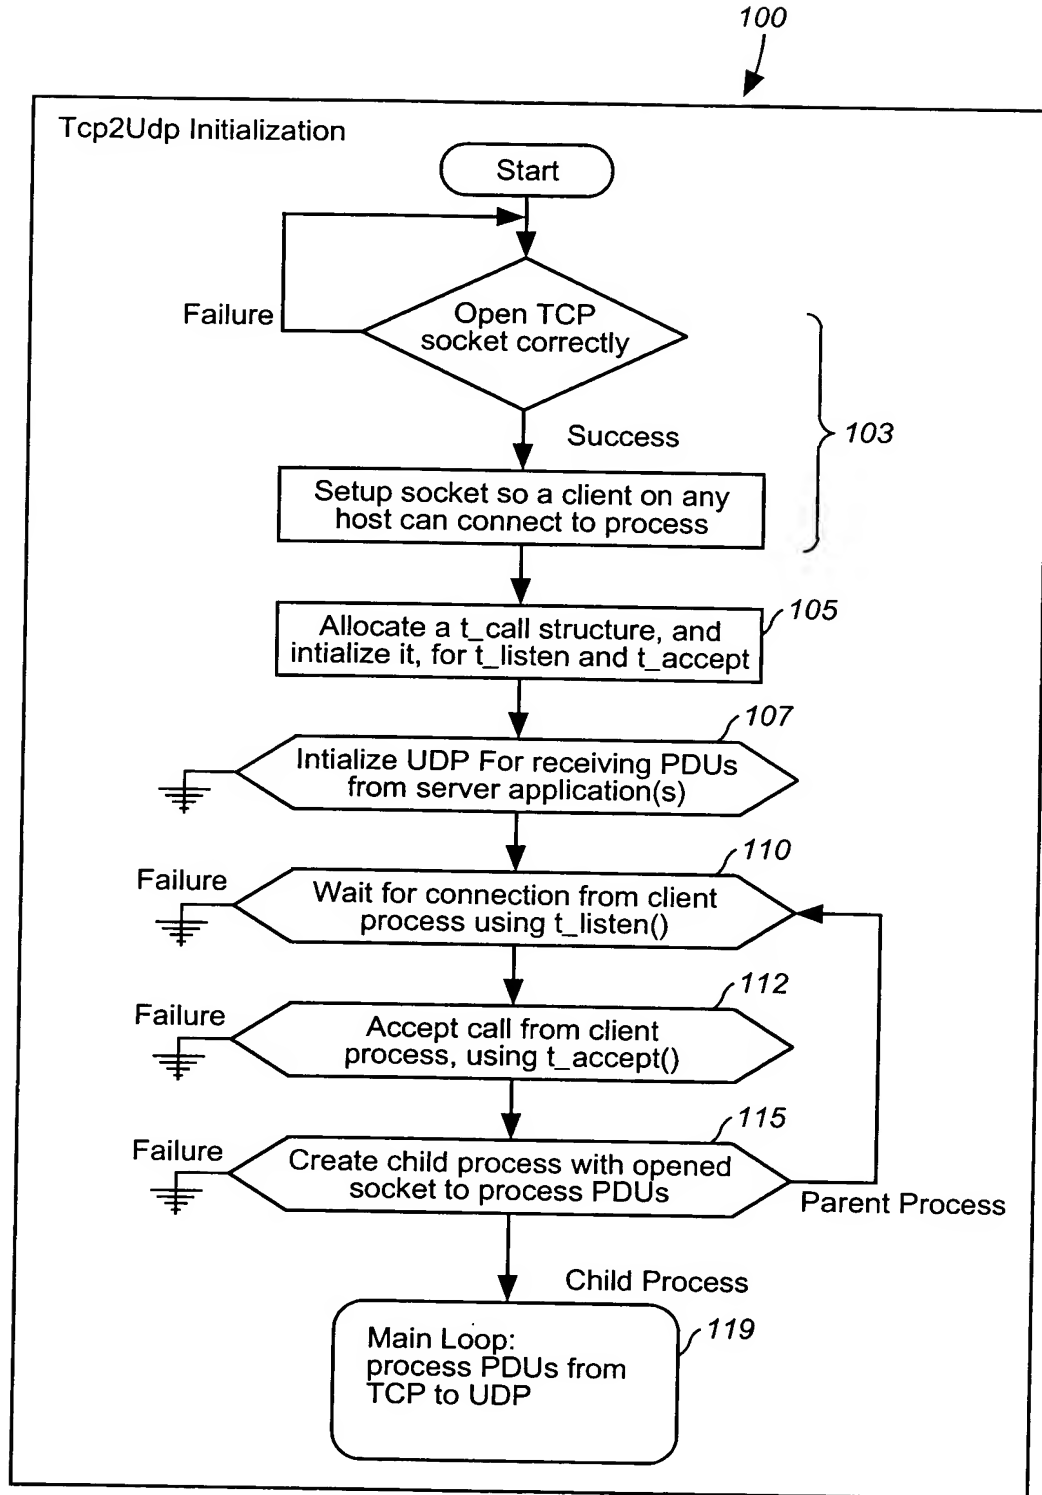 100
Tcp2Udp Initialization
Start
Failure
Open TCP
socket correctly
103
Success
Setup socket so a client on any
host can connect to process
105
Allocate a t_call structure, and
intialize it, for t_listen and t_accept
107
Intialize UDP For receiving PDUs
from server application(s)
110
Failure
Wait for connection from client
process using t_listen()
112
Failure
Accept call from client
process, using t_accept()
115
Failure
Create child process with opened
socket to process PDUs
Parent Process
Child Process
119
Main Loop:
process PDUs from
TCP to UDP